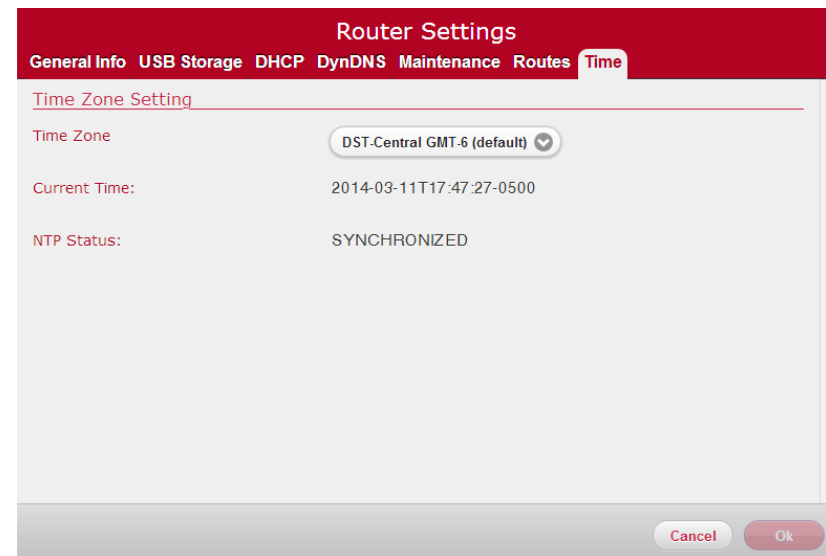 Router Settings
General Info USB Storage DHCP DynDNS Maintenance Routes Time
Time Zone Setting
Time Zone DST-Central GMT-6 (default)
Current Time: 2014-03-11T17:47:27-0500
NTP Status: SYNCHRONIZED
Cancel Ok